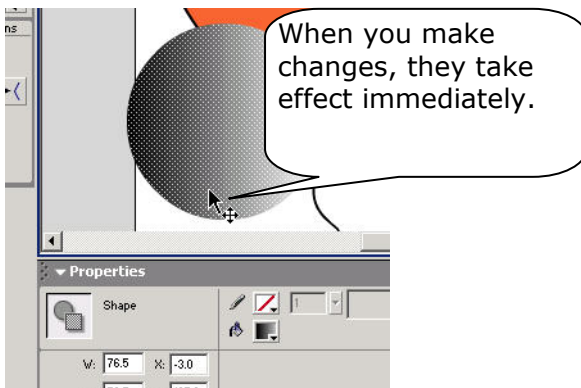 ns
When you make
changes, they take
effect immediately.
Properties
Shape
1
W: 76.5 X: -3.0